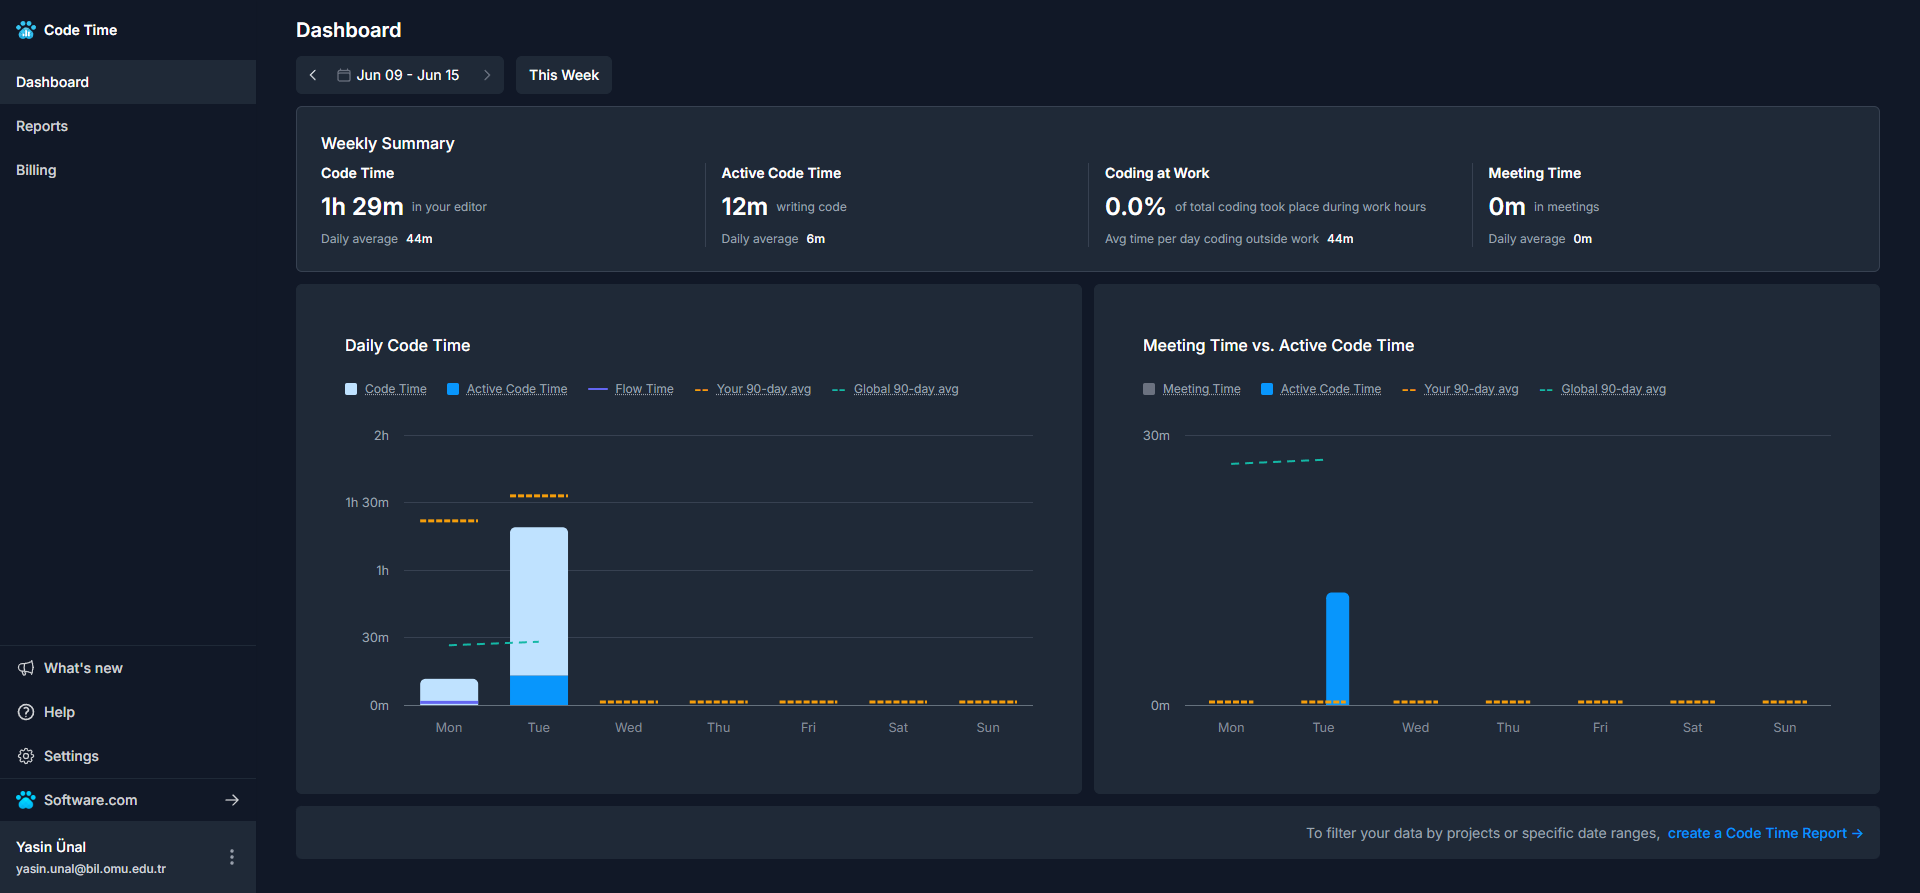 Code Time
Dashboard
Reports
Billing
What's new
Help
Settings
Software.com
Yasin Ünal
yasin.unal@bil.omu.edu.tr
Dashboard
Jun 09 - Jun 15
This Week
Weekly Summary
Code Time
1h 29m in your editor
Daily average 44m
Active Code Time
12m writing code
Daily average 6m
Coding at Work
0.0% of total coding took place during work hours
Avg time per day coding outside work 44m
Meeting Time
0m in meetings
Daily average 0m
Daily Code Time
Code Time Active Code Time Flow Time Your 90-day avg Global 90-day avg
2h
1h 30m
1h
30m
0m
Mon Tue Wed Thu Fri Sat Sun
Meeting Time vs. Active Code Time
Meeting Time Active Code Time Your 90-day avg Global 90-day avg
30m
0m
Mon Tue Wed Thu Fri Sat Sun
To filter your data by projects or specific date ranges, create a Code Time Report →